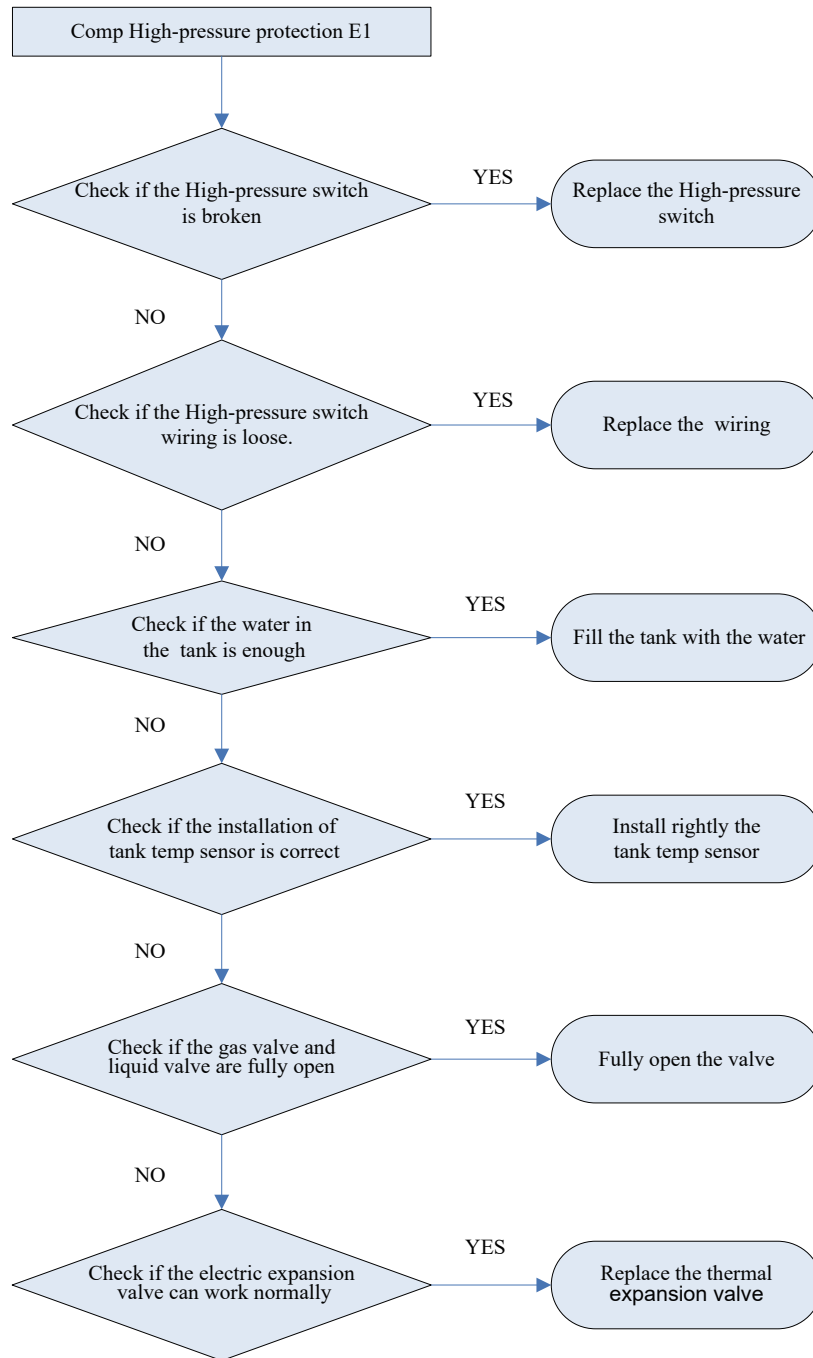 Comp High-pressure protection E1
Check if the High-pressure switch
is broken
YES
Replace the High-pressure
switch
NO
Check if the High-pressure switch
wiring is loose.
YES
Replace the wiring
NO
Check if the water in
the tank is enough
YES
Fill the tank with the water
NO
Check if the installation of
tank temp sensor is correct
YES
Install rightly the
tank temp sensor
NO
Check if the gas valve and
liquid valve are fully open
YES
Fully open the valve
NO
Check if the electric expansion
valve can work normally
YES
Replace the thermal
expansion valve